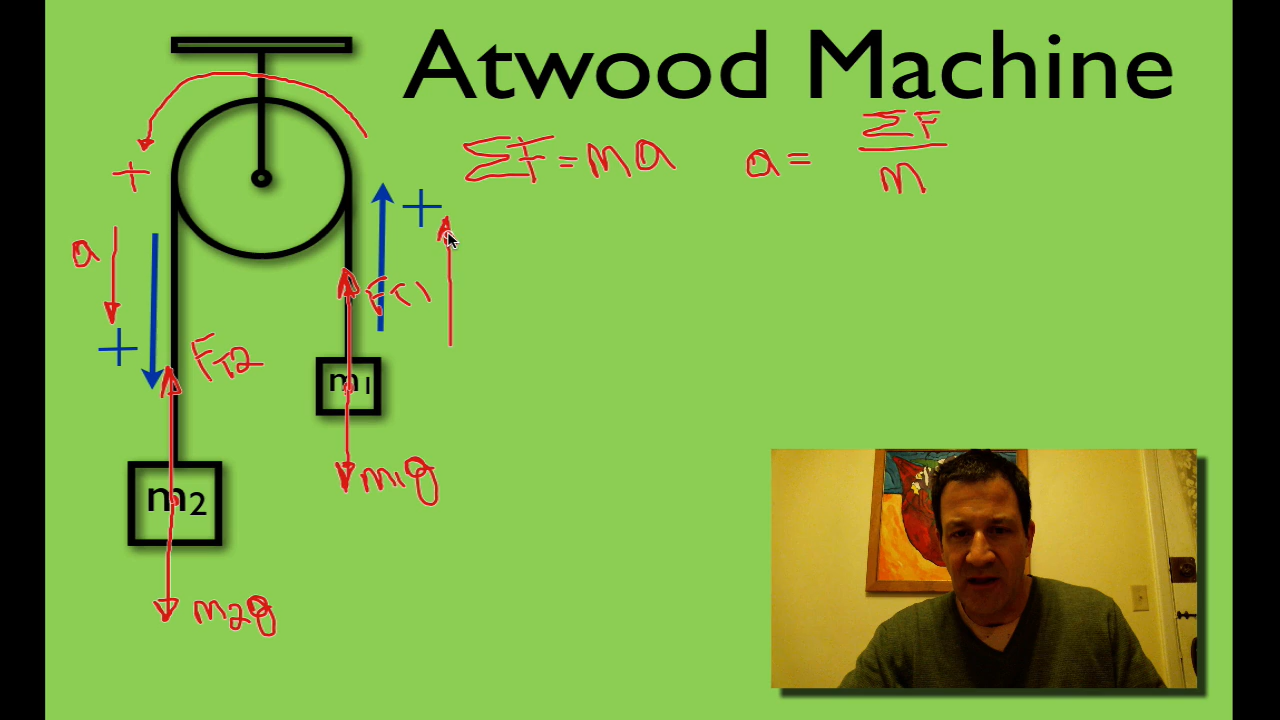 Atwood Machine
ΣF = ma
a = ΣF/m
+
+
a
+
FT1
FT2
m1
m1g
m2
m2g